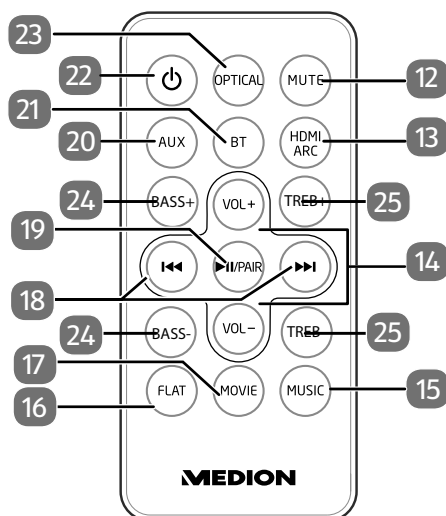 23
22 OPTICAL MUTE 12
21
20 AUX BT HDMI ARC 13
24 BASS+ VOL+ TREB+ 25
19
/PAIR 14
18
24 BASS- VOL- TREB 25
17
16 FLAT MOVIE MUSIC 15
MEDION